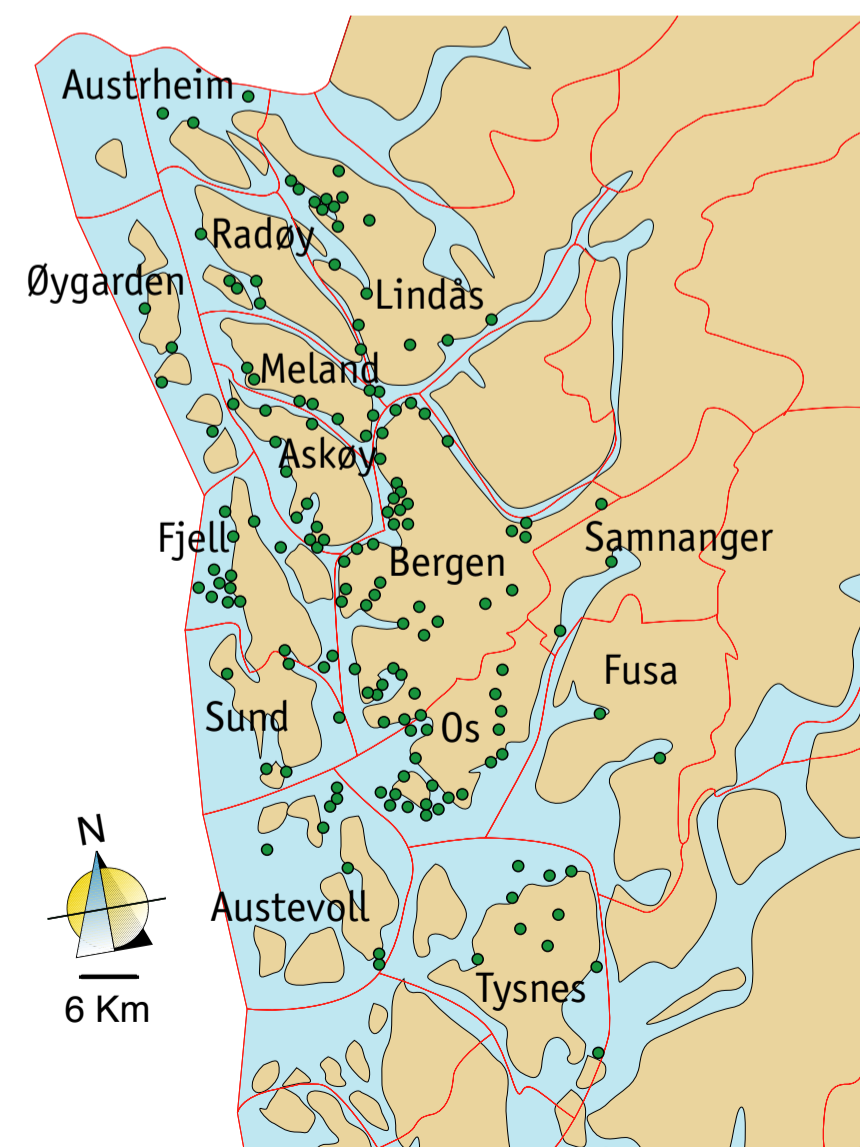 Austrheim
Radøy
Øygarden
Lindås
Meland
Askøy
Fjell
Bergen
Samnanger
Fusa
Sund
Os
N
Austevoll
Tysnes
6 Km